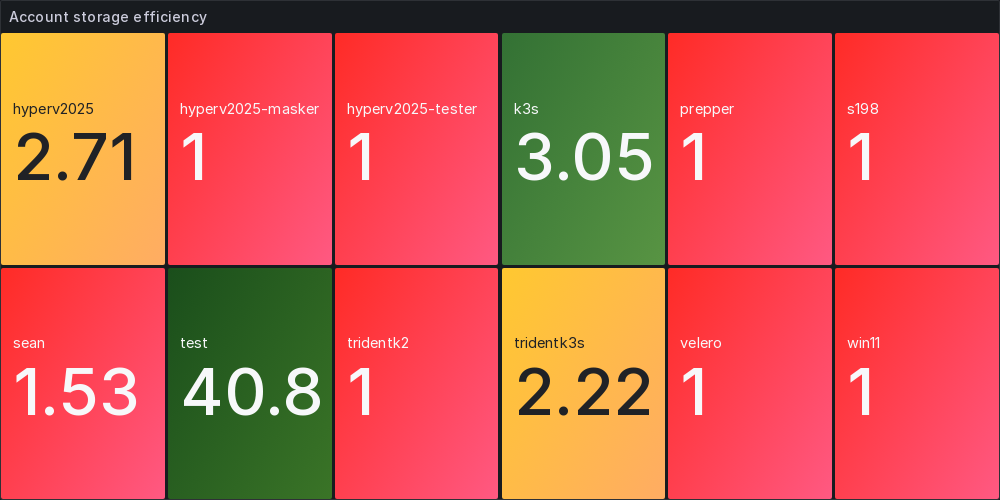 Account storage efficiency
hyperv2025
2.71
hyperv2025-masker
1
hyperv2025-tester
1
k3s
3.05
prepper
1
s198
1
sean
1.53
test
40.8
tridentk2
1
tridentk3s
2.22
velero
1
win11
1